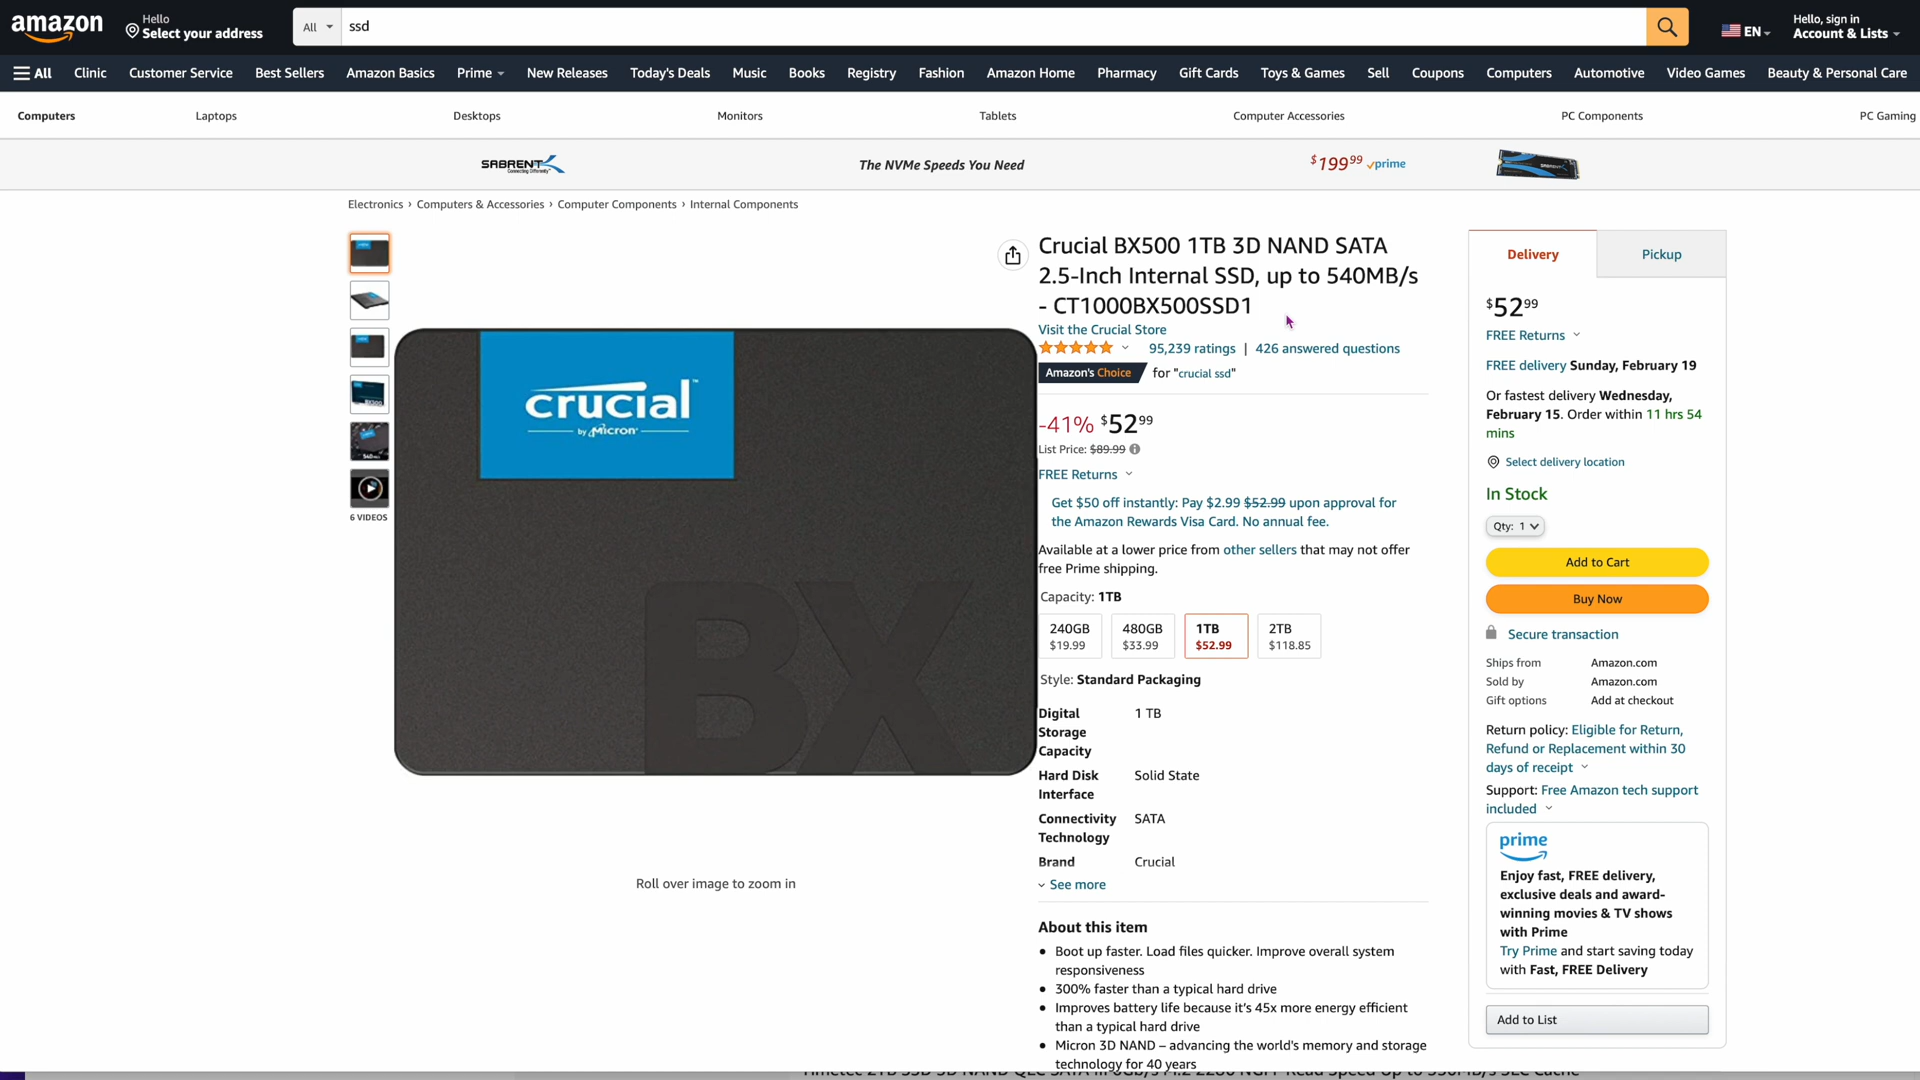 amazon
Hello
Select your address
All
ssd
EN
Hello, sign in
Account & Lists
All
Clinic
Customer Service
Best Sellers
Amazon Basics
Prime
New Releases
Today's Deals
Music
Books
Registry
Fashion
Amazon Home
Pharmacy
Gift Cards
Toys & Games
Sell
Coupons
Computers
Automotive
Video Games
Beauty & Personal Care
Computers
Laptops
Desktops
Monitors
Tablets
Computer Accessories
PC Components
PC Gaming
SABRENT
Connecting Differently
The NVMe Speeds You Need
$199 99 prime
SABRENT
Electronics › Computers & Accessories › Computer Components › Internal Components
6 VIDEOS
crucial™
by Micron
BX
Roll over image to zoom in
Crucial BX500 1TB 3D NAND SATA
2.5-Inch Internal SSD, up to 540MB/s
- CT1000BX500SSD1
Visit the Crucial Store
95,239 ratings | 426 answered questions
Amazon's Choice for "crucial ssd"
-41% $52 99
List Price: $89.99
FREE Returns
Get $50 off instantly: Pay $2.99 $52.99 upon approval for
the Amazon Rewards Visa Card. No annual fee.
Available at a lower price from other sellers that may not offer
free Prime shipping.
Capacity: 1TB
240GB
$19.99
480GB
$33.99
1TB
$52.99
2TB
$118.85
Style: Standard Packaging
Digital
Storage
Capacity
1 TB
Hard Disk
Interface
Solid State
Connectivity
Technology
SATA
Brand
Crucial
See more
About this item
• Boot up faster. Load files quicker. Improve overall system
responsiveness
• 300% faster than a typical hard drive
• Improves battery life because it's 45x more energy efficient
than a typical hard drive
• Micron 3D NAND – advancing the world's memory and storage
technology for 40 years
Delivery
Pickup
$52 99
FREE Returns
FREE delivery Sunday, February 19
Or fastest delivery Wednesday,
February 15. Order within 11 hrs 54
mins
Select delivery location
In Stock
Qty: 1
Add to Cart
Buy Now
Secure transaction
Ships from Amazon.com
Sold by Amazon.com
Gift options Add at checkout
Return policy: Eligible for Return,
Refund or Replacement within 30
days of receipt
Support: Free Amazon tech support
included
prime
Enjoy fast, FREE delivery,
exclusive deals and award-
winning movies & TV shows
with Prime
Try Prime and start saving today
with Fast, FREE Delivery
Add to List